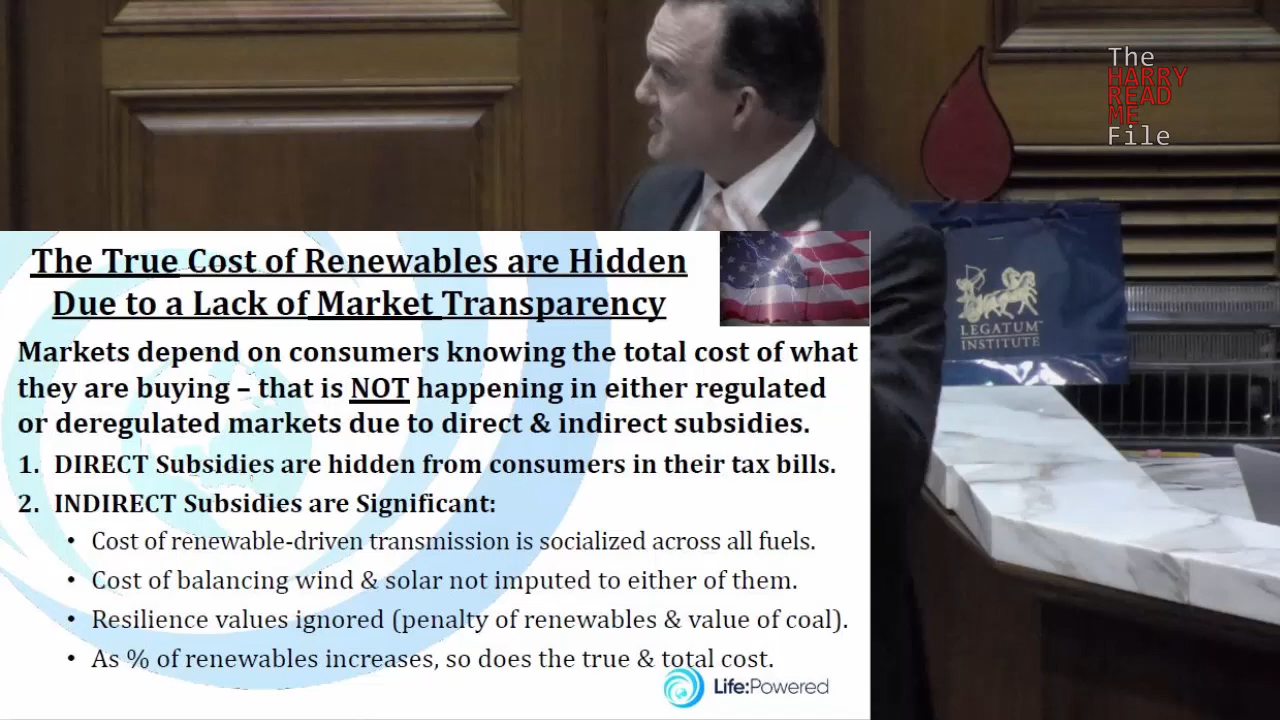 The
HARRY
READ
ME
File
LEGATUM
INSTITUTE
The True Cost of Renewables are Hidden
Due to a Lack of Market Transparency
Markets depend on consumers knowing the total cost of what
they are buying – that is NOT happening in either regulated
or deregulated markets due to direct & indirect subsidies.
1. DIRECT Subsidies are hidden from consumers in their tax bills.
2. INDIRECT Subsidies are Significant:
• Cost of renewable-driven transmission is socialized across all fuels.
• Cost of balancing wind & solar not imputed to either of them.
• Resilience values ignored (penalty of renewables & value of coal).
• As % of renewables increases, so does the true & total cost.
Life:Powered